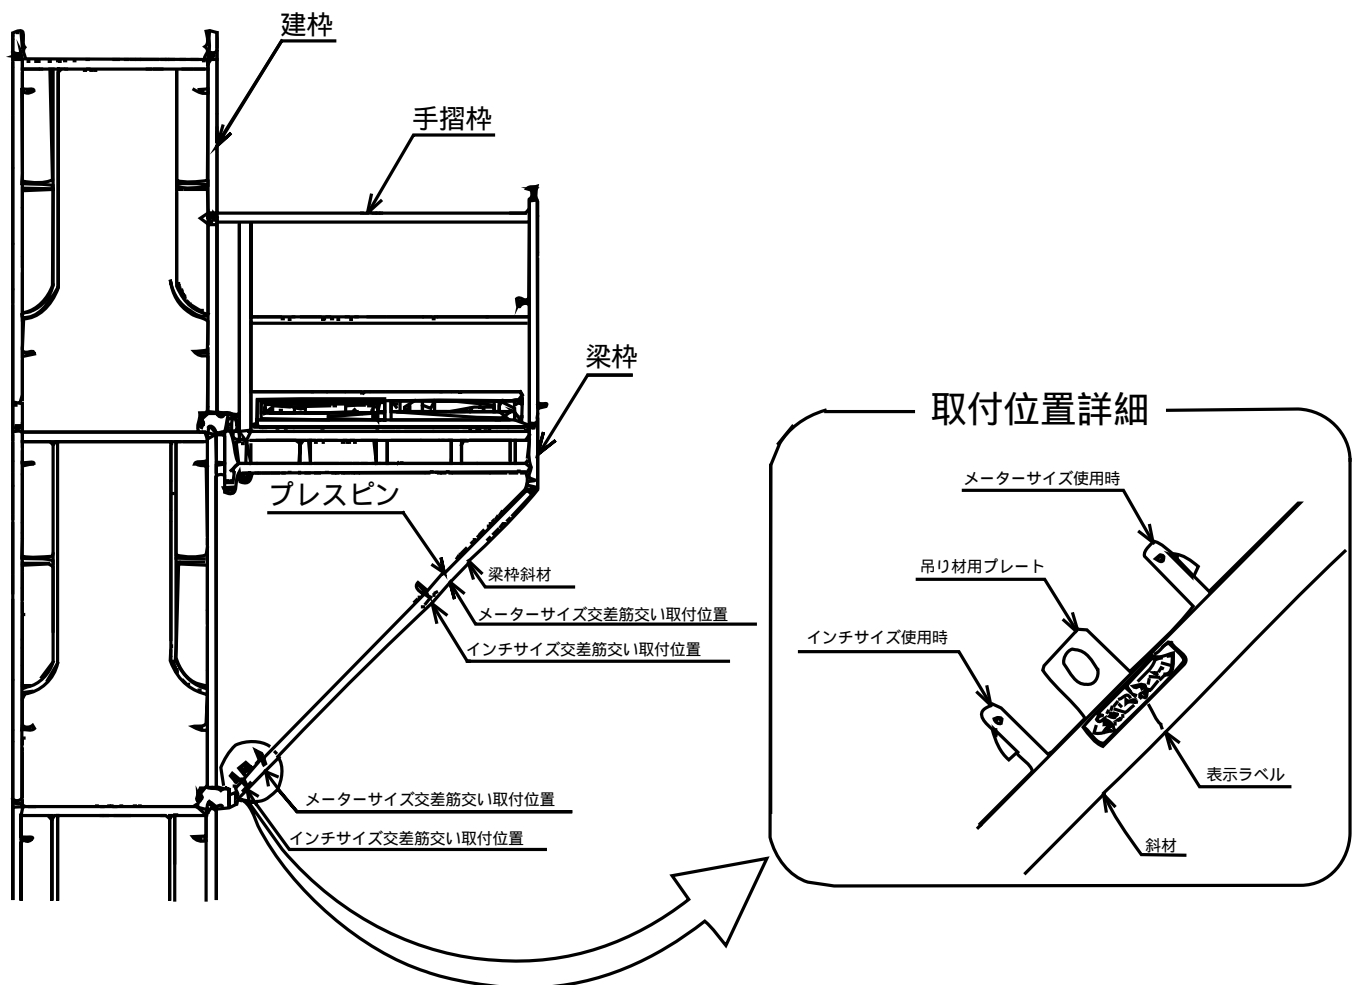 建枠
手摺枠
梁枠
プレスピン
梁枠斜材
メーターサイズ交差筋交い取付位置
インチサイズ交差筋交い取付位置
メーターサイズ交差筋交い取付位置
インチサイズ交差筋交い取付位置
取付位置詳細
メーターサイズ使用時
吊り材用プレート
インチサイズ使用時
表示ラベル
斜材